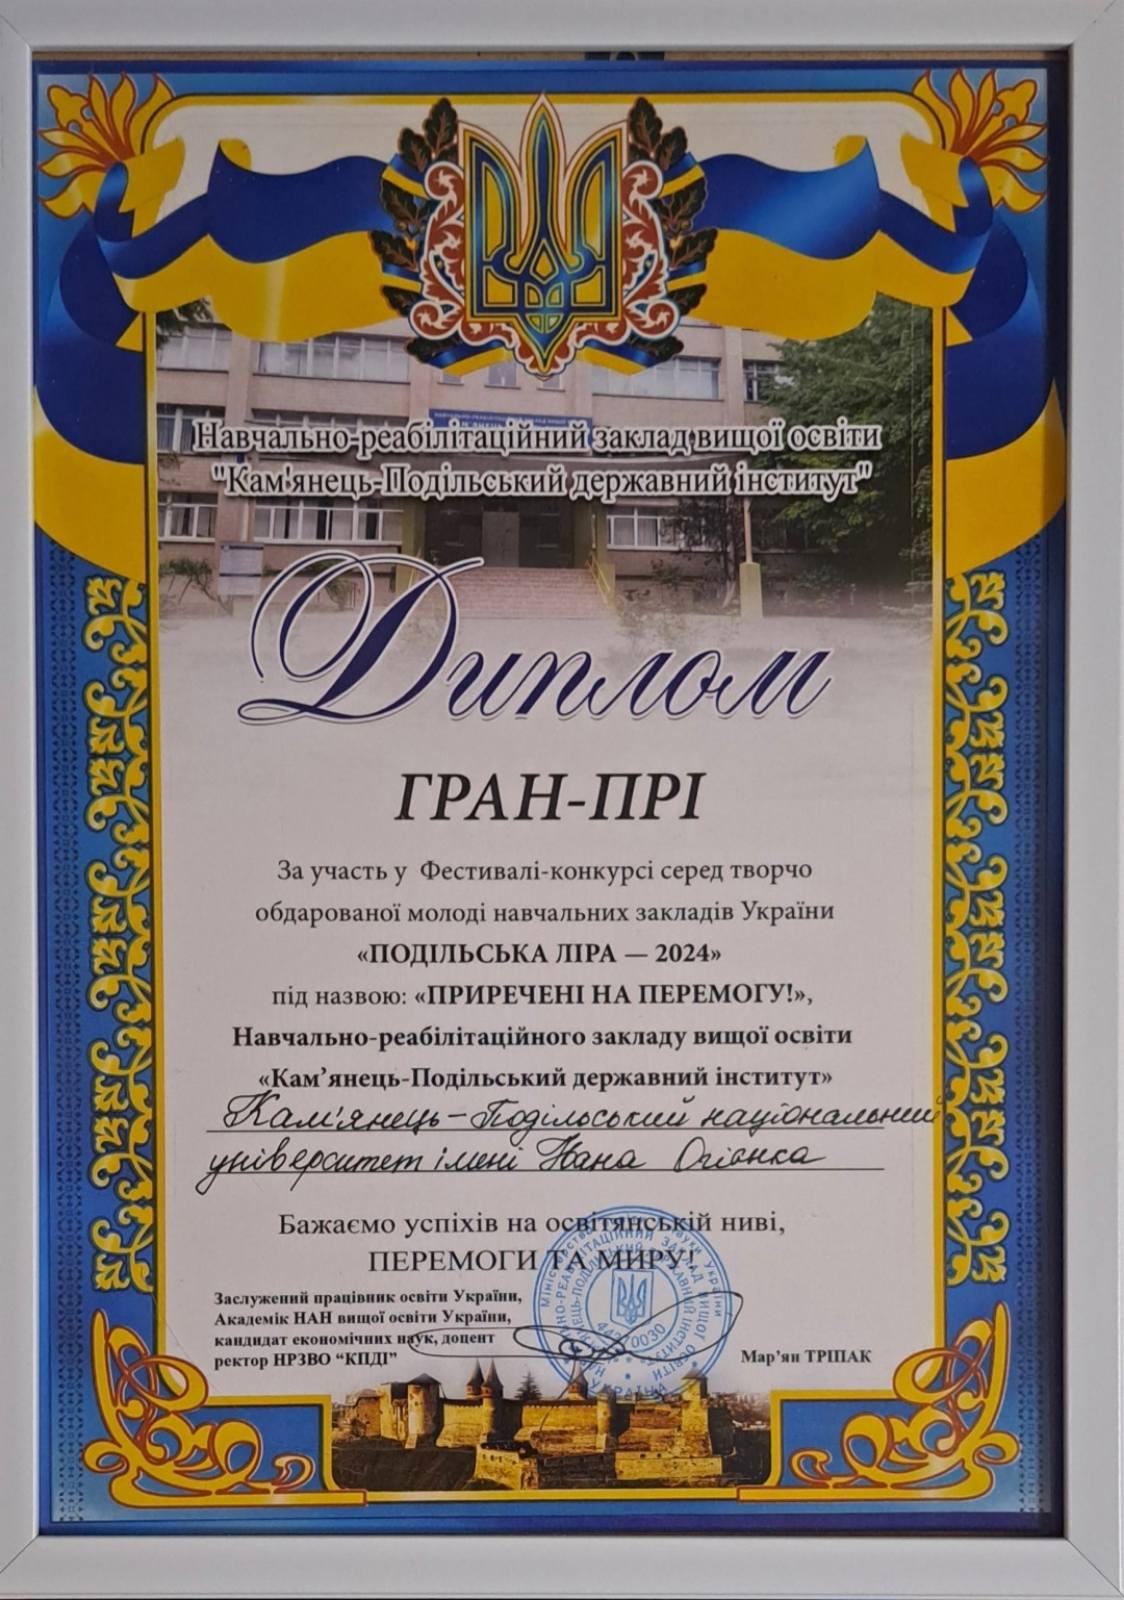 Навчально-реабілітаційний заклад вищої освіти
"Кам'янець-Подільський державний інститут"
Диплом
ГРАН-ПРІ
За участь у Фестивалі-конкурсі серед творчо
обдарованої молоді навчальних закладів України
«ПОДІЛЬСЬКА ЛІРА — 2024»
під назвою: «ПРИРЕЧЕНІ НА ПЕРЕМОГУ!»,
Навчально-реабілітаційного закладу вищої освіти
«Кам’янець-Подільський державний інститут»
Кам'янець-Подільський національний
університет імені Івана Огієнка
Бажаємо успіхів на освітянській ниві,
ПЕРЕМОГИ ТА МИРУ!
Заслужений працівник освіти України,
Академік НАН вищої освіти України,
кандидат економічних наук, доцент
ректор НРЗВО “КПДІ”
Мар’ян ТРІПАК
44370030
УКРАЇНА